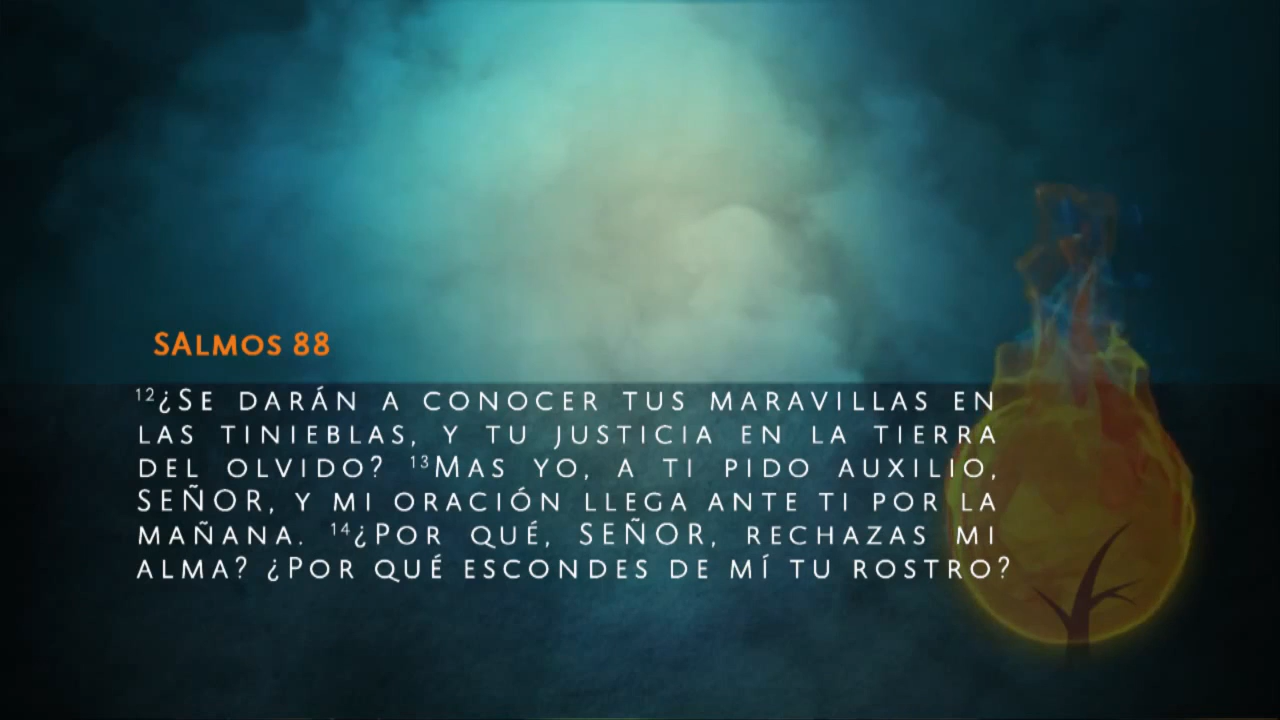 SALMOS 88
¹²¿SE DARÁN A CONOCER TUS MARAVILLAS EN
LAS TINIEBLAS, Y TU JUSTICIA EN LA TIERRA
DEL OLVIDO? ¹³MAS YO, A TI PIDO AUXILIO,
SEÑOR, Y MI ORACIÓN LLEGA ANTE TI POR LA
MAÑANA. ¹⁴¿POR QUÉ, SEÑOR, RECHAZAS MI
ALMA? ¿POR QUÉ ESCONDES DE MÍ TU ROSTRO?